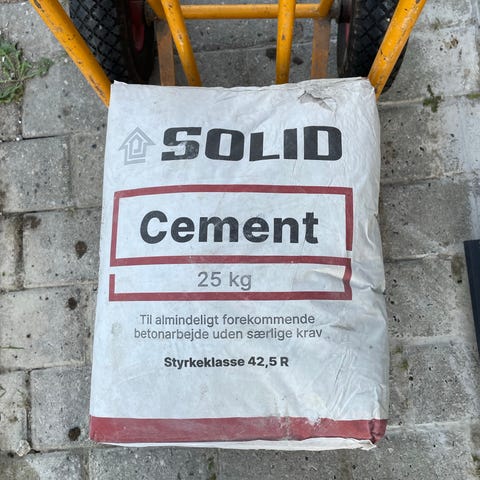 SOLID
Cement
25 kg
Til almindeligt forekommende
betonarbejde uden særlige krav
Styrkeklasse 42,5 R